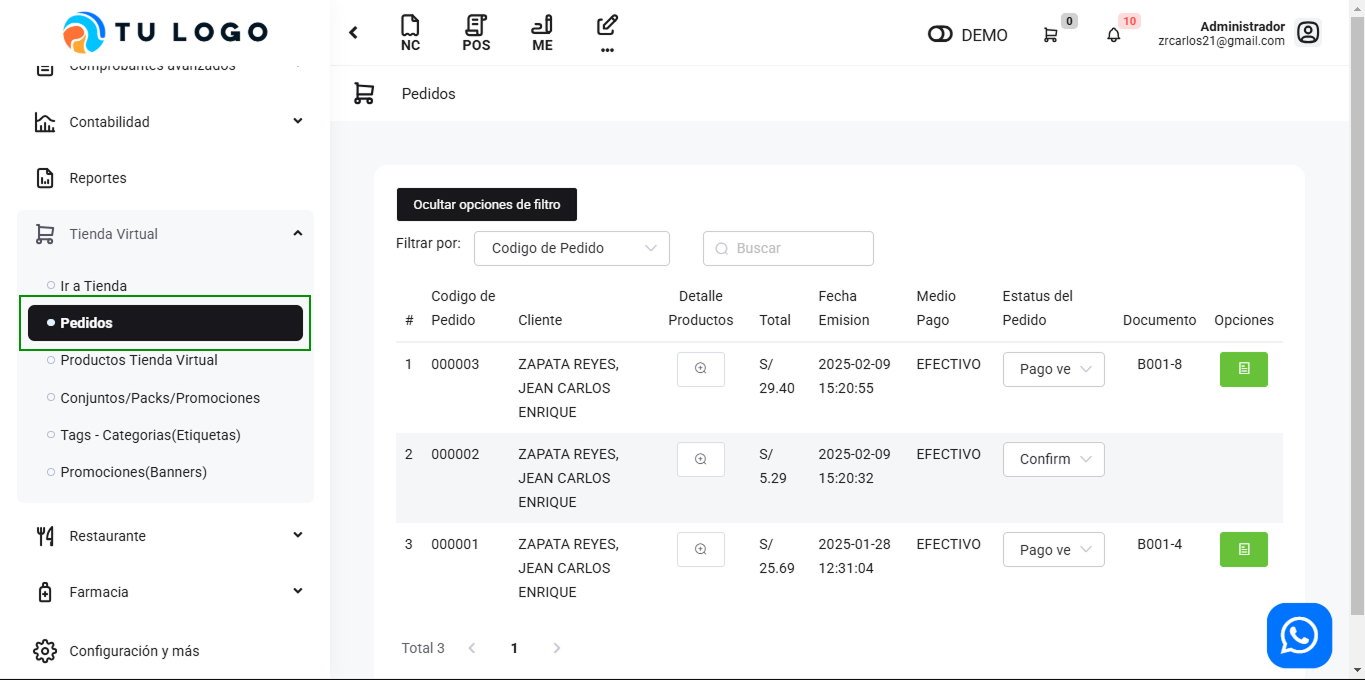 TU LOGO
NC
POS
ME
...
DEMO
0
10
Administrador
zrcarlos21@gmail.com
Comprobantes avanzados
Contabilidad
Reportes
Tienda Virtual
Ir a Tienda
Pedidos
Productos Tienda Virtual
Conjuntos/Packs/Promociones
Tags - Categorias(Etiquetas)
Promociones(Banners)
Restaurante
Farmacia
Configuración y más
Pedidos
Ocultar opciones de filtro
Filtrar por:
Codigo de Pedido
Buscar
# Codigo de Pedido Cliente Detalle Productos Total Fecha Emision Medio Pago Estatus del Pedido Documento Opciones
1 000003 ZAPATA REYES, S/ 2025-02-09 EFECTIVO Pago ve B001-8
JEAN CARLOS 29.40 15:20:55
ENRIQUE
2 000002 ZAPATA REYES, S/ 2025-02-09 EFECTIVO Confirm
JEAN CARLOS 5.29 15:20:32
ENRIQUE
3 000001 ZAPATA REYES, S/ 2025-01-28 EFECTIVO Pago ve B001-4
JEAN CARLOS 25.69 12:31:04
ENRIQUE
Total 3 1